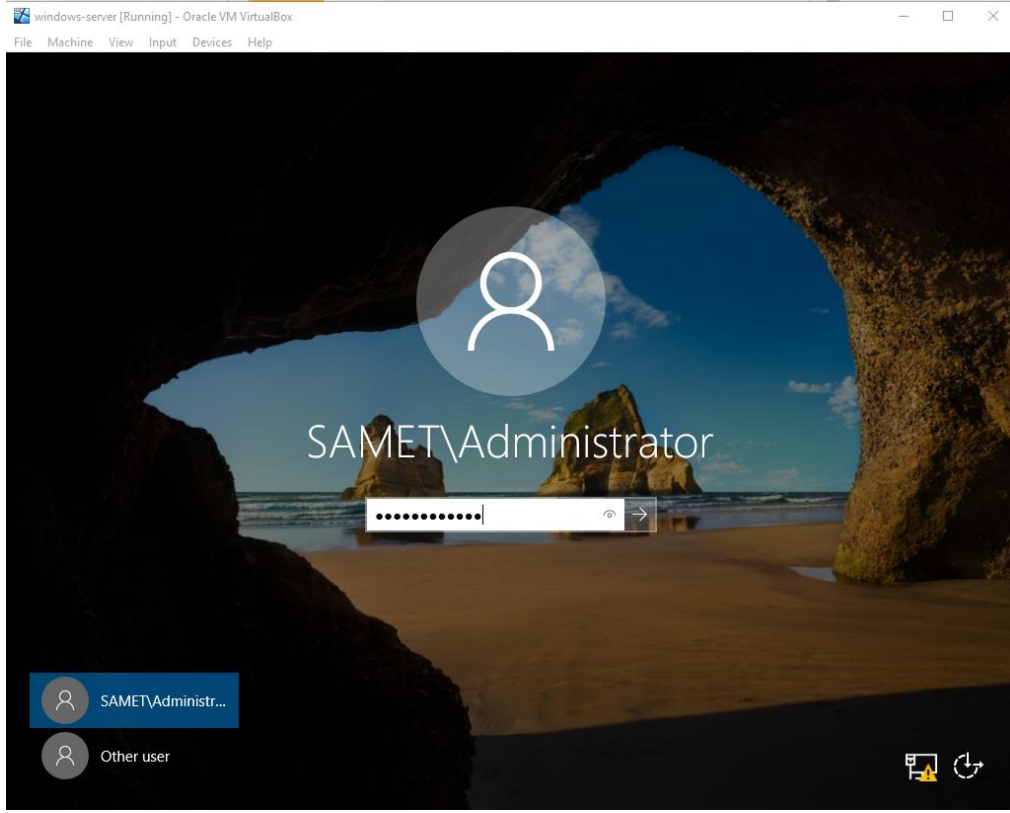 windows-server [Running] - Oracle VM VirtualBox
File Machine View Input Devices Help
SAMET\Administrator
••••••••••••
SAMET\Administr...
Other user